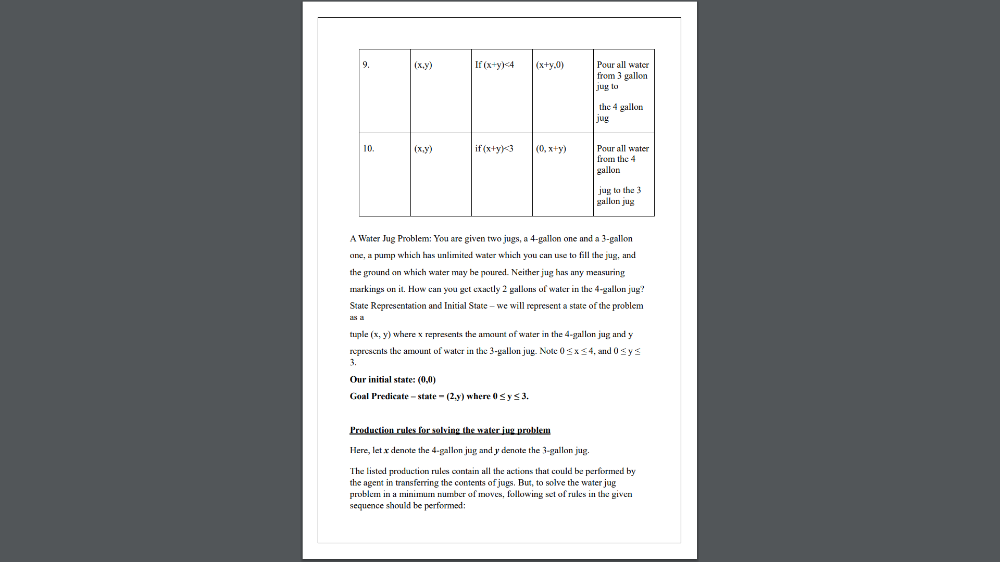 9. (x,y) If (x+y)<4 (x+y,0) Pour all water
from 3 gallon
jug to
the 4 gallon
jug
10. (x,y) if (x+y)<3 (0, x+y) Pour all water
from the 4
gallon
jug to the 3
gallon jug
A Water Jug Problem: You are given two jugs, a 4-gallon one and a 3-gallon
one, a pump which has unlimited water which you can use to fill the jug, and
the ground on which water may be poured. Neither jug has any measuring
markings on it. How can you get exactly 2 gallons of water in the 4-gallon jug?
State Representation and Initial State – we will represent a state of the problem
as a
tuple (x, y) where x represents the amount of water in the 4-gallon jug and y
represents the amount of water in the 3-gallon jug. Note 0 ≤ x ≤ 4, and 0 ≤ y ≤
3.
Our initial state: (0,0)
Goal Predicate – state = (2,y) where 0 ≤ y ≤ 3.
Production rules for solving the water jug problem
Here, let x denote the 4-gallon jug and y denote the 3-gallon jug.
The listed production rules contain all the actions that could be performed by
the agent in transferring the contents of jugs. But, to solve the water jug
problem in a minimum number of moves, following set of rules in the given
sequence should be performed: